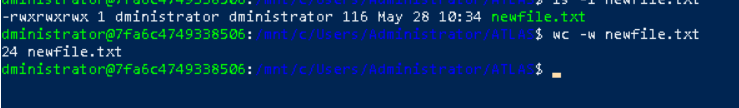 ls -l newfile.txt
-rwxrwxrwx 1 dministrator dministrator 116 May 28 10:34 newfile.txt
dministrator@7fa6c4749338506:/mnt/c/Users/Administrator/ATLAS$ wc -w newfile.txt
24 newfile.txt
dministrator@7fa6c4749338506:/mnt/c/Users/Administrator/ATLAS$